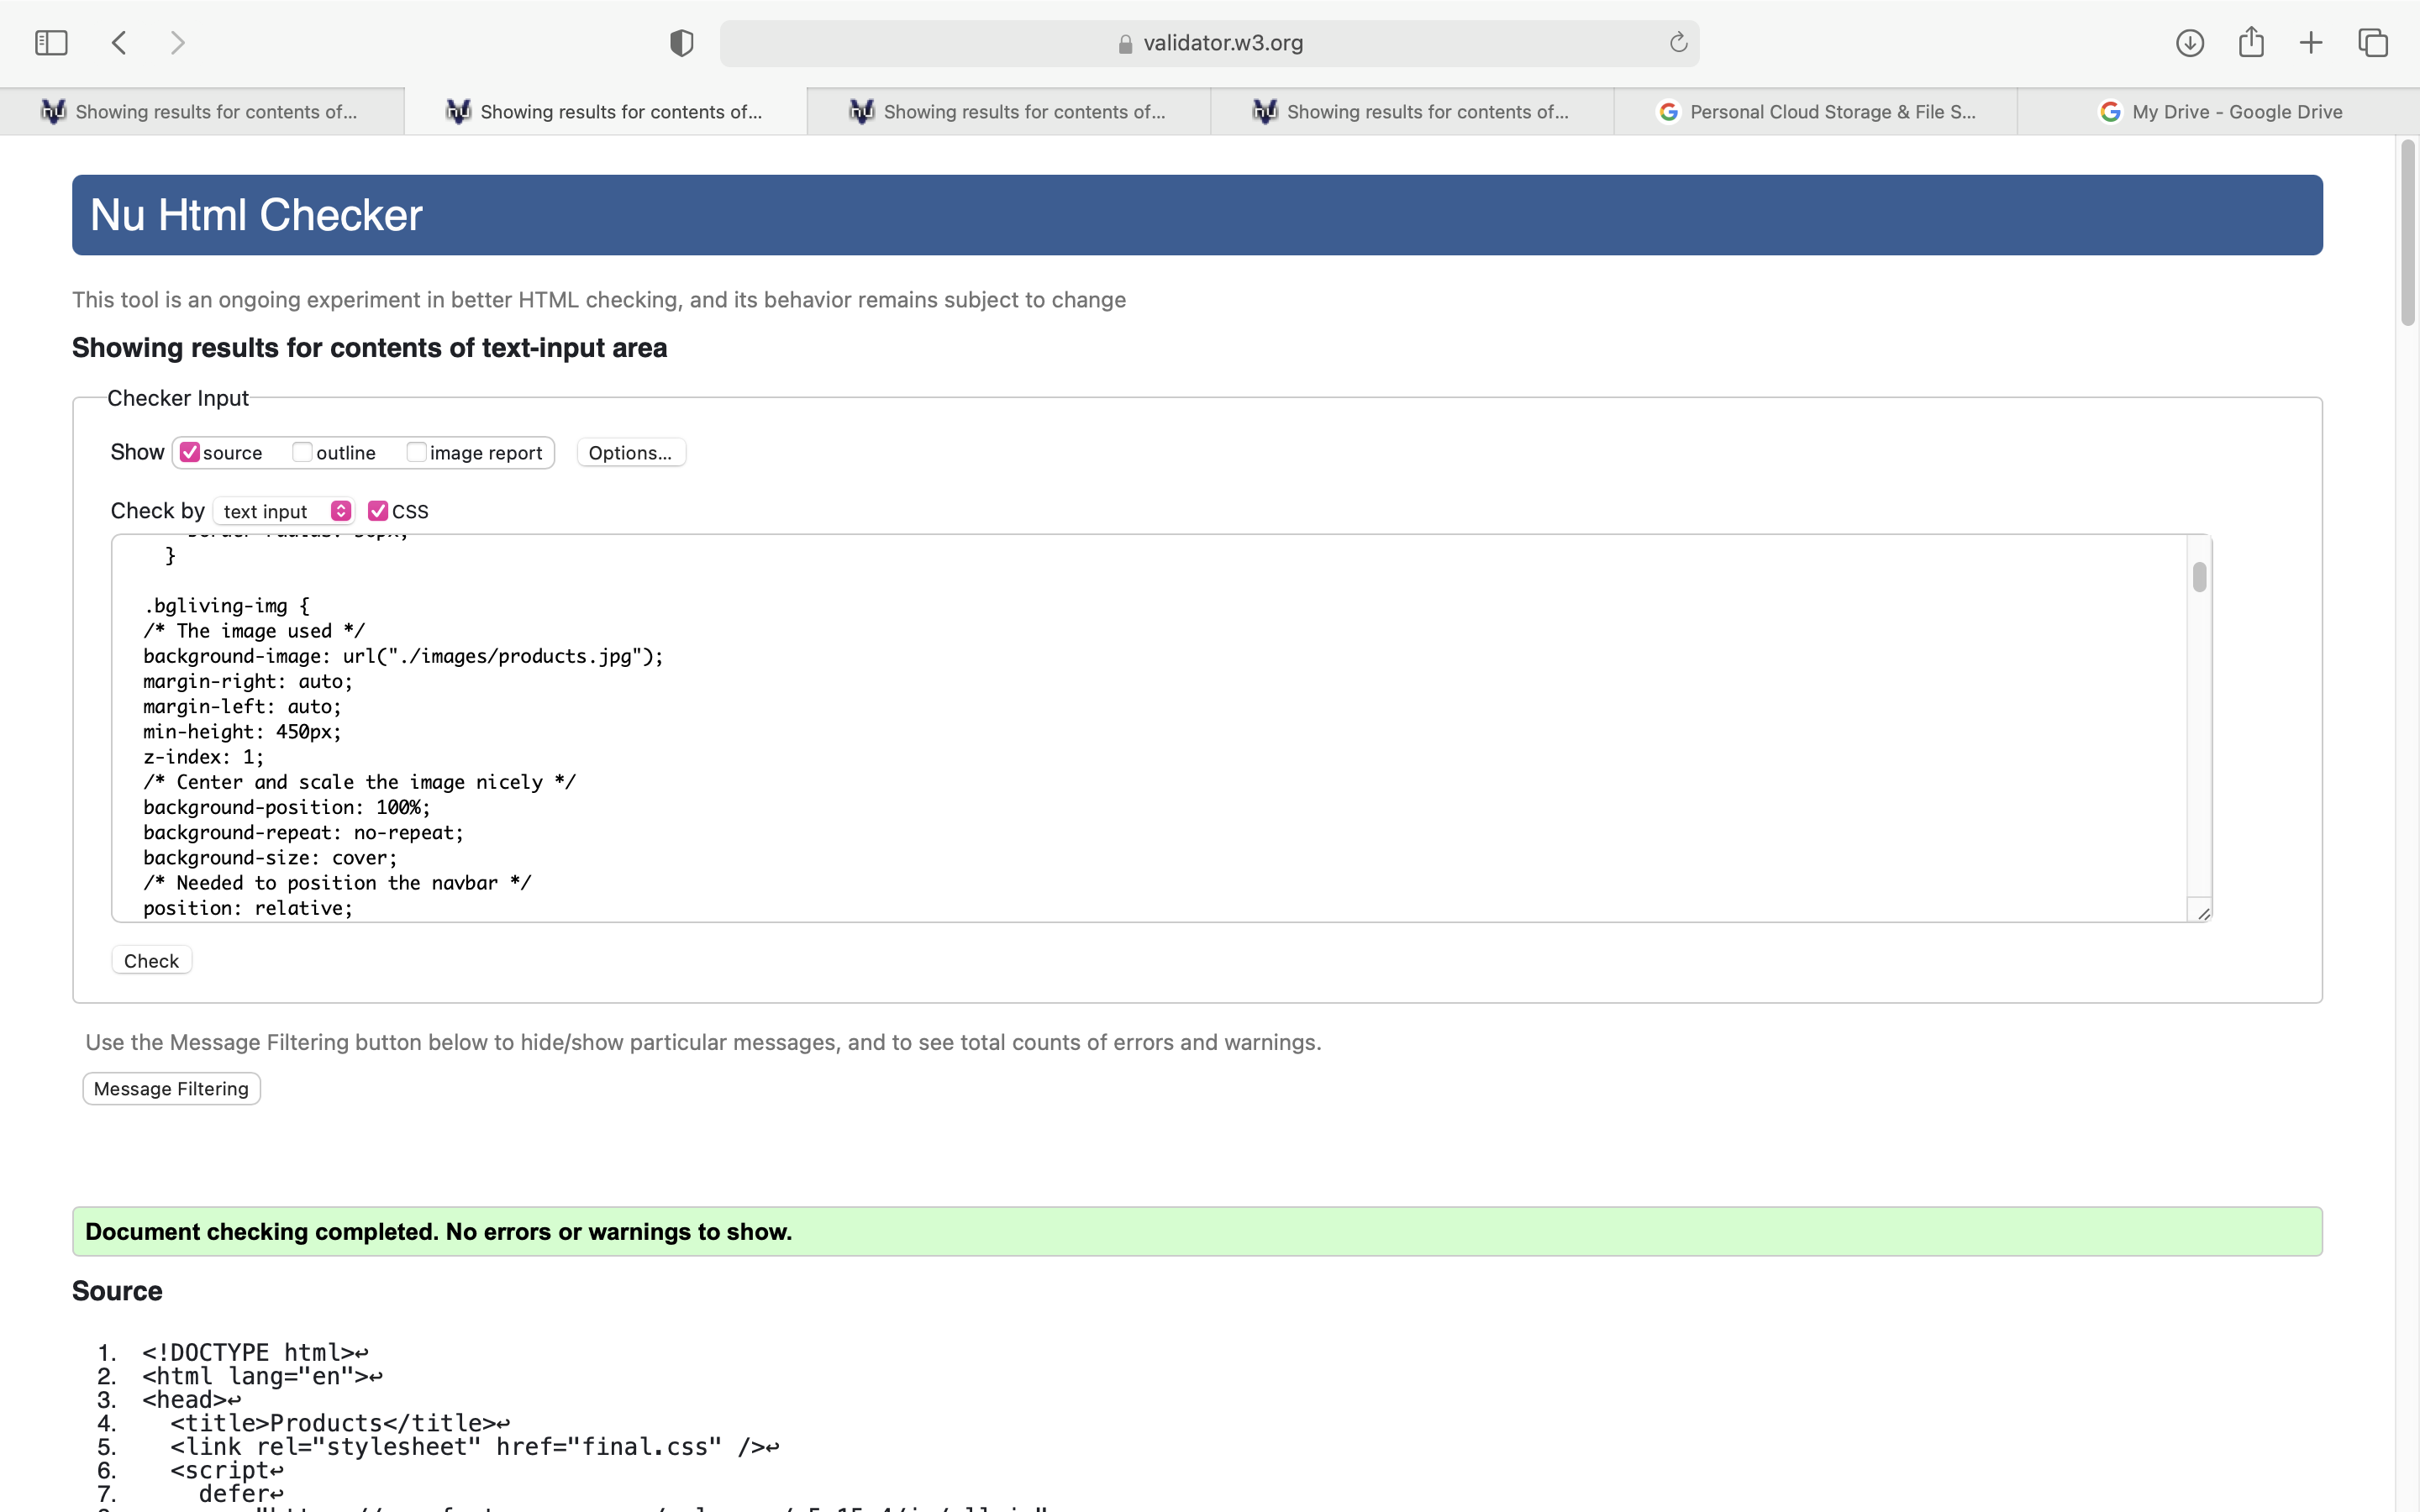 validator.w3.org
Showing results for contents of...
Showing results for contents of...
Showing results for contents of...
Showing results for contents of...
Personal Cloud Storage & File S...
My Drive - Google Drive
Nu Html Checker
This tool is an ongoing experiment in better HTML checking, and its behavior remains subject to change
Showing results for contents of text-input area
Checker Input
Show source outline image report Options...
Check by text input CSS
}
.bgliving-img {
/* The image used */
background-image: url("./images/products.jpg");
margin-right: auto;
margin-left: auto;
min-height: 450px;
z-index: 1;
/* Center and scale the image nicely */
background-position: 100%;
background-repeat: no-repeat;
background-size: cover;
/* Needed to position the navbar */
position: relative;
Check
Use the Message Filtering button below to hide/show particular messages, and to see total counts of errors and warnings.
Message Filtering
Document checking completed. No errors or warnings to show.
Source
1. <!DOCTYPE html>↩
2. <html lang="en">↩
3. <head>↩
4. <title>Products</title>↩
5. <link rel="stylesheet" href="final.css" />↩
6. <script↩
7. defer↩